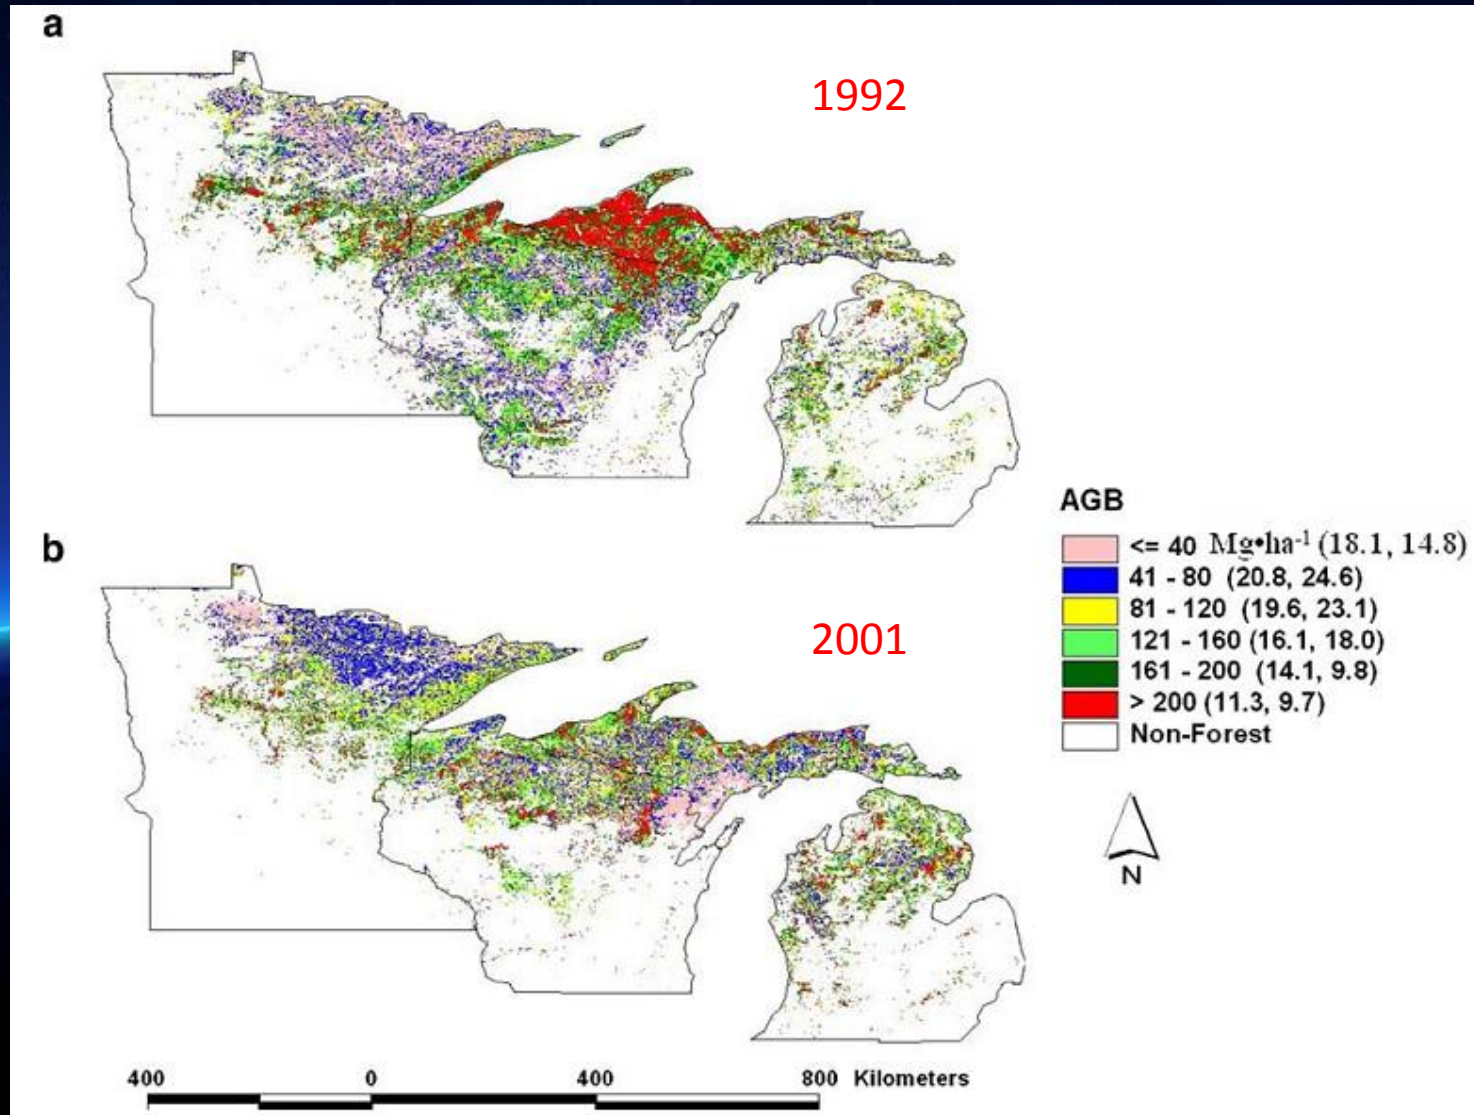 a
1992
AGB
<= 40 Mg•ha⁻¹ (18.1, 14.8)
41 - 80 (20.8, 24.6)
81 - 120 (19.6, 23.1)
121 - 160 (16.1, 18.0)
161 - 200 (14.1, 9.8)
> 200 (11.3, 9.7)
Non-Forest
b
2001
N
400 0 400 800 Kilometers